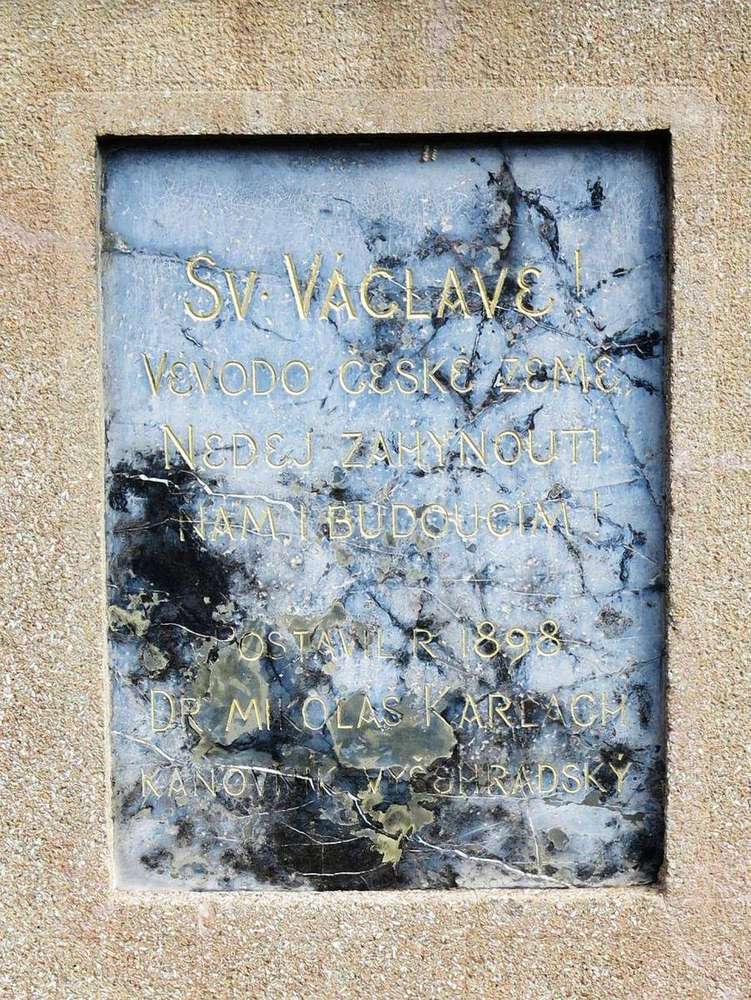 Sv. Václave!
Vévodo české země,
Nedej zahynouti
nám, i budoucím!
Postavil r. 1898
Dr Mikoláš Karlach
kanovník vyšehradský.